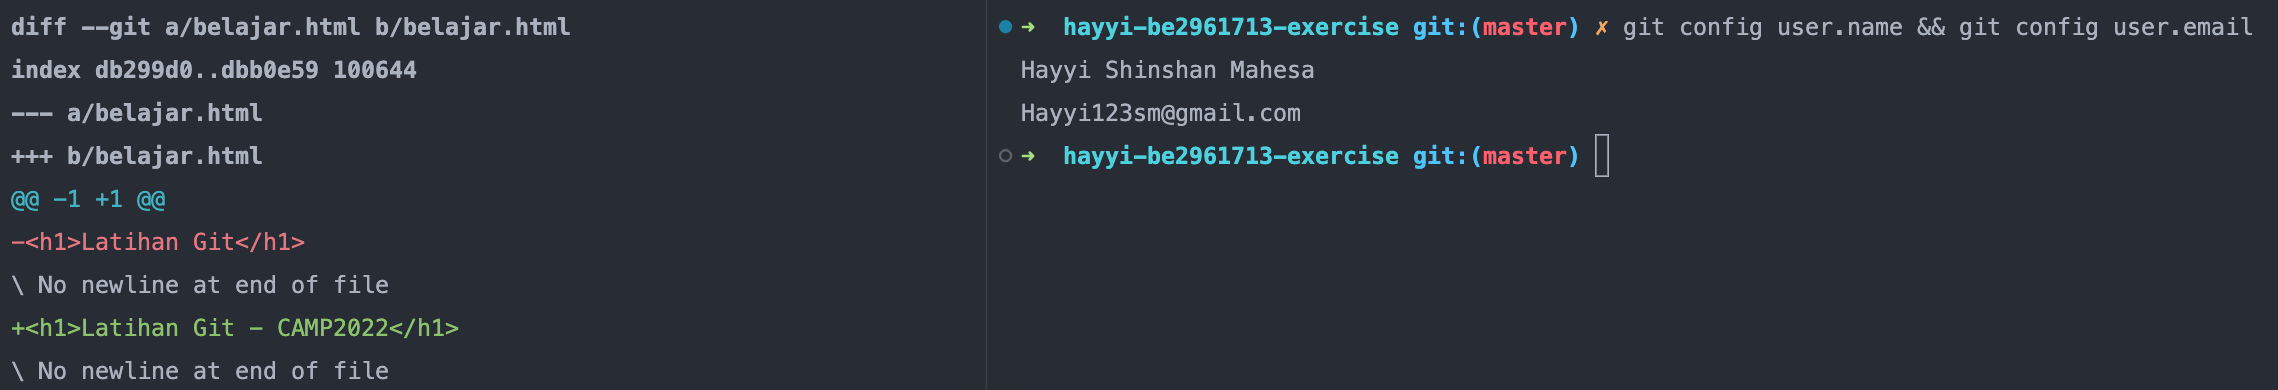 diff --git a/belajar.html b/belajar.html
index db299d0..dbb0e59 100644
--- a/belajar.html
+++ b/belajar.html
@@ -1 +1 @@
-<h1>Latihan Git</h1>
\ No newline at end of file
+<h1>Latihan Git - CAMP2022</h1>
\ No newline at end of file
➜ hayyi-be2961713-exercise git:(master) ✗ git config user.name && git config user.email
Hayyi Shinshan Mahesa
Hayyi123sm@gmail.com
➜ hayyi-be2961713-exercise git:(master)